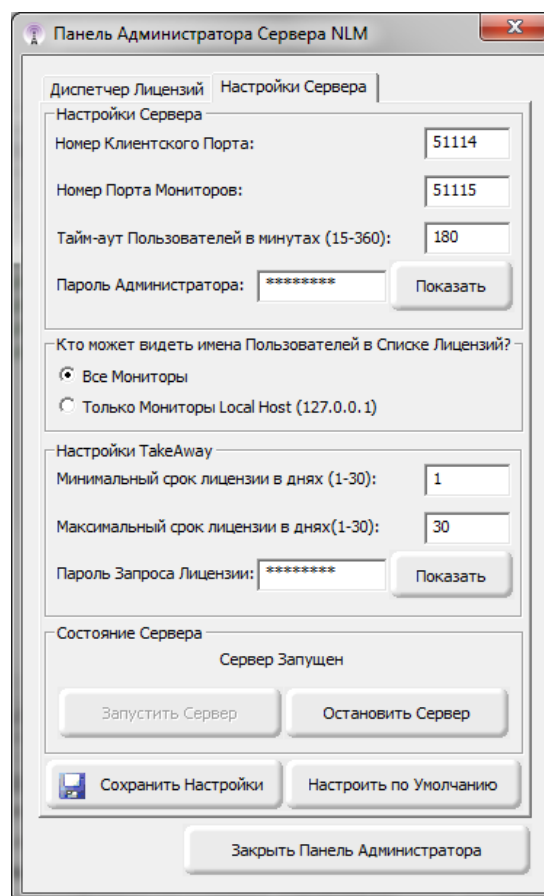 Панель Администратора Сервера NLM
Диспетчер Лицензий Настройки Сервера
Настройки Сервера
Номер Клиентского Порта: 51114
Номер Порта Мониторов: 51115
Тайм-аут Пользователей в минутах (15-360): 180
Пароль Администратора: ******** Показать
Кто может видеть имена Пользователей в Списке Лицензий?
Все Мониторы
Только Мониторы Local Host (127.0.0.1)
Настройки TakeAway
Минимальный срок лицензии в днях (1-30): 1
Максимальный срок лицензии в днях(1-30): 30
Пароль Запроса Лицензии: ******** Показать
Состояние Сервера
Сервер Запущен
Запустить Сервер Остановить Сервер
Сохранить Настройки Настроить по Умолчанию
Закрыть Панель Администратора